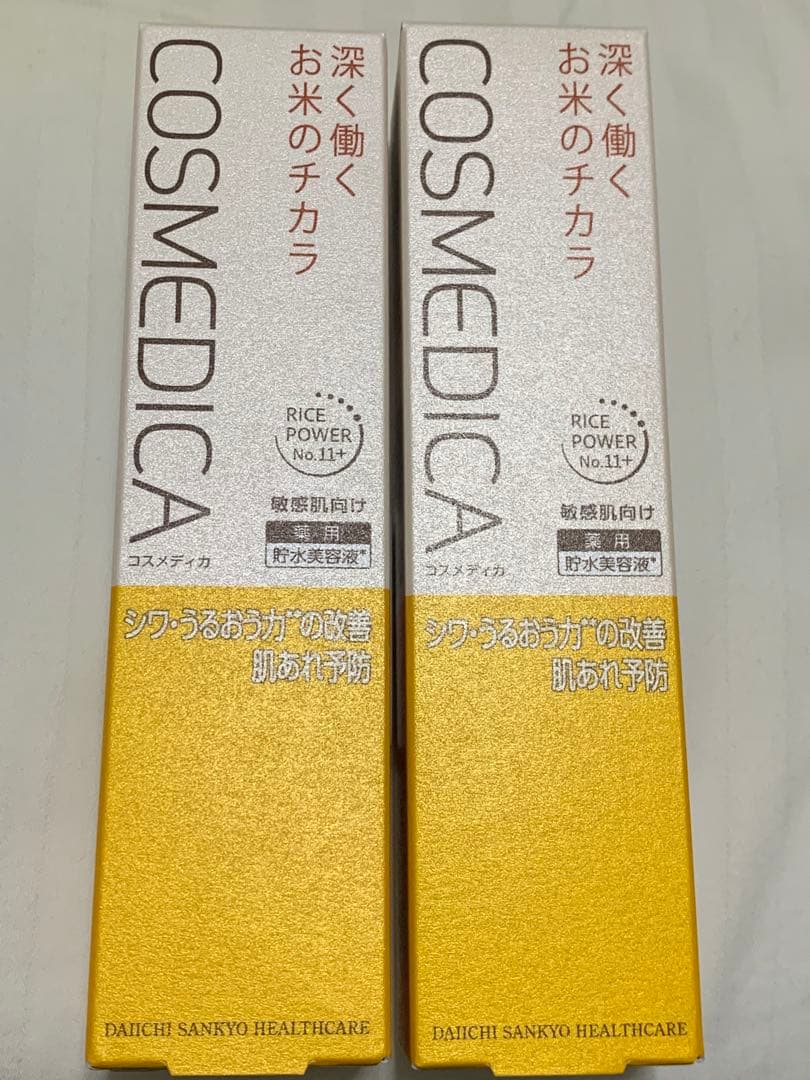 深く働く
お米のチカラ
COSMEDICA
コスメディカ
RICE
POWER
No.11+
敏感肌向け
薬用
貯水美容液*
シワ・うるおう力**の改善
肌あれ予防
DAIICHI SANKYO HEALTHCARE
深く働く
お米のチカラ
COSMEDICA
コスメディカ
RICE
POWER
No.11+
敏感肌向け
薬用
貯水美容液*
シワ・うるおう力**の改善
肌あれ予防
DAIICHI SANKYO HEALTHCARE